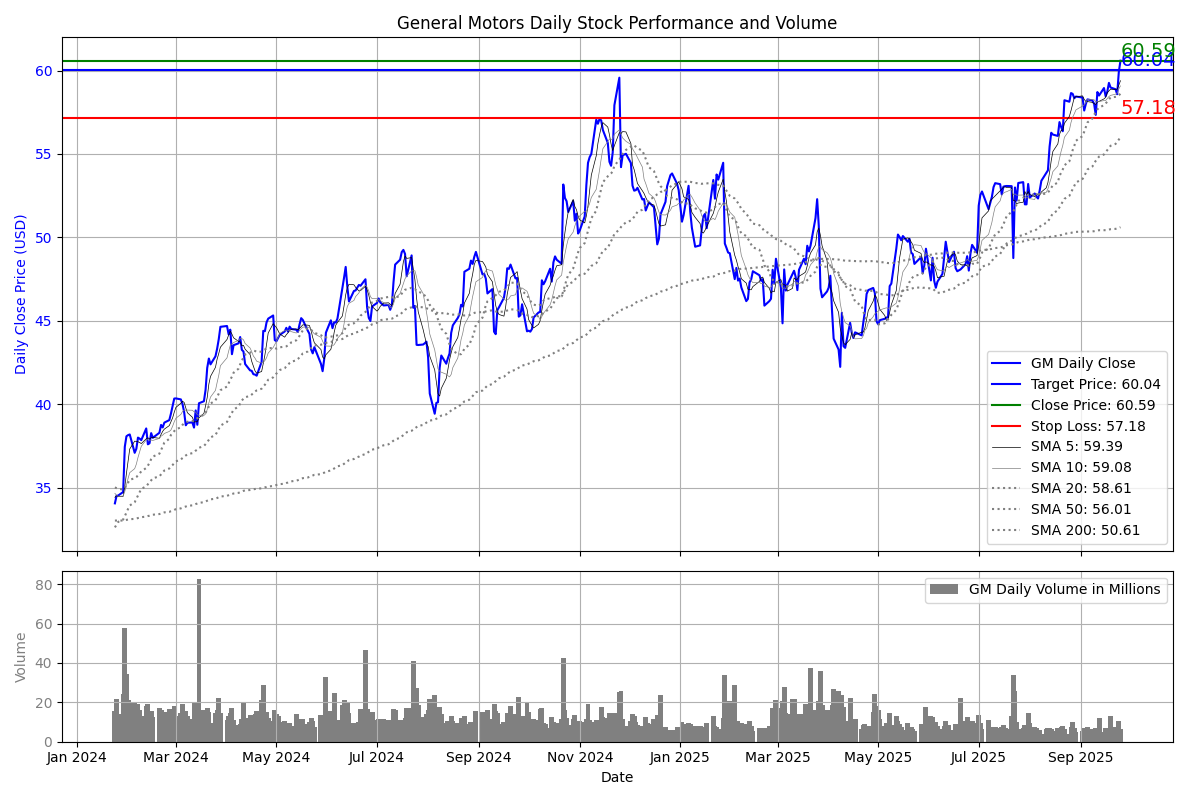 General Motors Daily Stock Performance and Volume
60.59
60.04
57.18
60
55
50
45
40
35
Daily Close Price (USD)
GM Daily Close
Target Price: 60.04
Close Price: 60.59
Stop Loss: 57.18
SMA 5: 59.39
SMA 10: 59.08
SMA 20: 58.61
SMA 50: 56.01
SMA 200: 50.61
80
60
40
20
0
Volume
GM Daily Volume in Millions
Jan 2024 Mar 2024 May 2024 Jul 2024 Sep 2024 Nov 2024 Jan 2025 Mar 2025 May 2025 Jul 2025 Sep 2025
Date